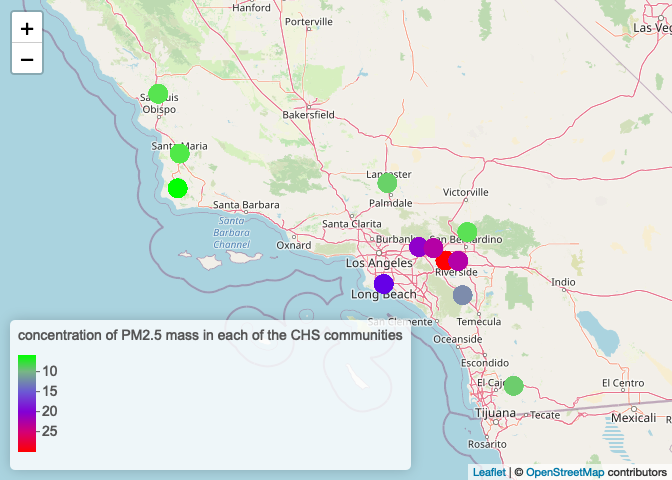 +
−
Hanford
Porterville
Las Ve
San Luis
Obispo
Bakersfield
Santa Maria
Lancaster
Palmdale
Victorville
Santa Barbara
Santa
Barbara
Channel
Santa Clarita
Oxnard
Burbank
San Bernardino
Los Angeles
Riverside
Long Beach
Indio
San Clemente
Temecula
Oceanside
Escondido
El Cajon
El Centro
Tijuana
Tecate
Mexicali
Rosarito
concentration of PM2.5 mass in each of the CHS communities
10
15
20
25
Leaflet | © OpenStreetMap contributors